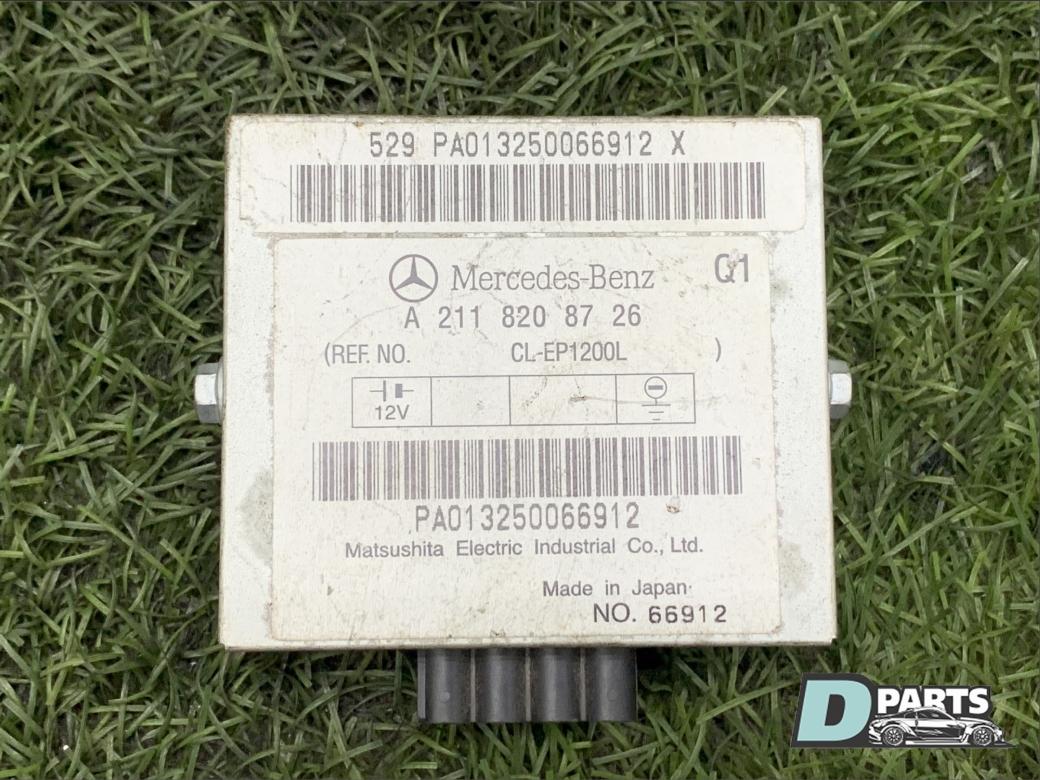 529 PA013250066912 X
Mercedes-Benz Q1
A 211 820 87 26
(REF. NO. CL-EP1200L )
12V
PA013250066912
Matsushita Electric Industrial Co., Ltd.
Made in Japan
NO. 66912
D PARTS